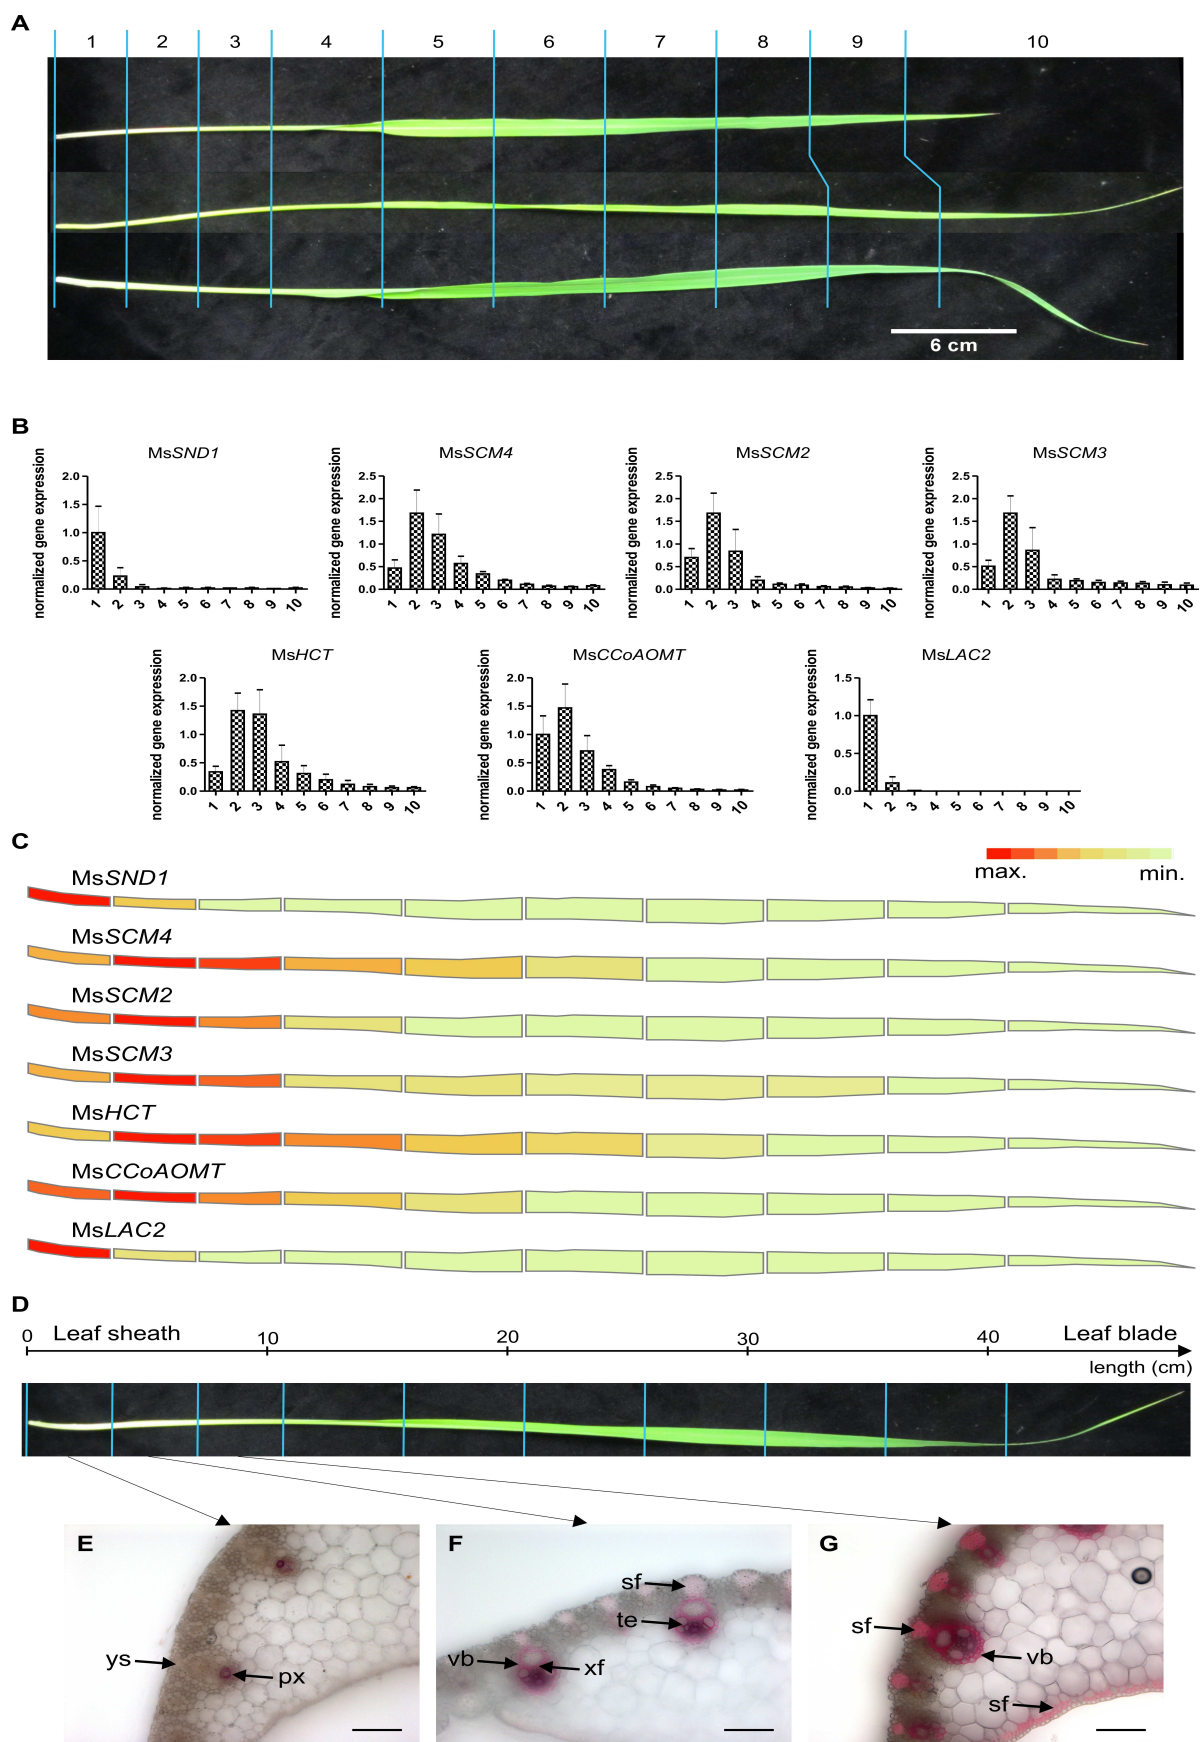 A
1 2 3 4 5 6 7 8 9 10
6 cm
B
MsSND1 MsSCM4 MsSCM2 MsSCM3
normalized gene expression
2.0
1.5
1.0
0.5
0.0
1 2 3 4 5 6 7 8 9 10
normalized gene expression
2.5
2.0
1.5
1.0
0.5
0.0
1 2 3 4 5 6 7 8 9 10
normalized gene expression
2.5
2.0
1.5
1.0
0.5
0.0
1 2 3 4 5 6 7 8 9 10
normalized gene expression
2.5
2.0
1.5
1.0
0.5
0.0
1 2 3 4 5 6 7 8 9 10
MsHCT MsCCoAOMT MsLAC2
normalized gene expression
2.0
1.5
1.0
0.5
0.0
1 2 3 4 5 6 7 8 9 10
normalized gene expression
2.0
1.5
1.0
0.5
0.0
1 2 3 4 5 6 7 8 9 10
normalized gene expression
1.5
1.0
0.5
0.0
1 2 3 4 5 6 7 8 9 10
C
max. min.
MsSND1
MsSCM4
MsSCM2
MsSCM3
MsHCT
MsCCoAOMT
MsLAC2
D
0 Leaf sheath 10 20 30 40 Leaf blade
length (cm)
E
ys
px
F
sf
te
vb
xf
G
sf
vb
sf